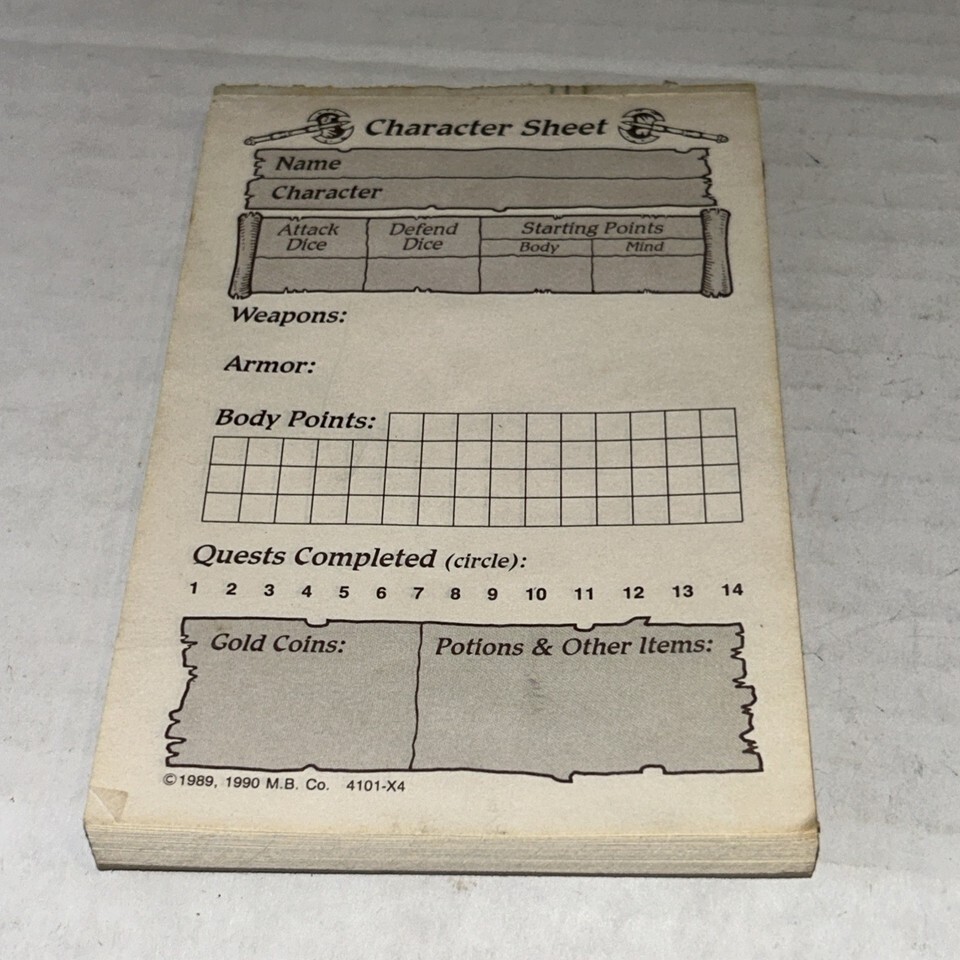 Character Sheet
Name
Character
Attack Dice
Defend Dice
Starting Points
Body
Mind
Weapons:
Armor:
Body Points:
Quests Completed (circle):
1 2 3 4 5 6 7 8 9 10 11 12 13 14
Gold Coins:
Potions & Other Items:
©1989, 1990 M.B. Co. 4101-X4